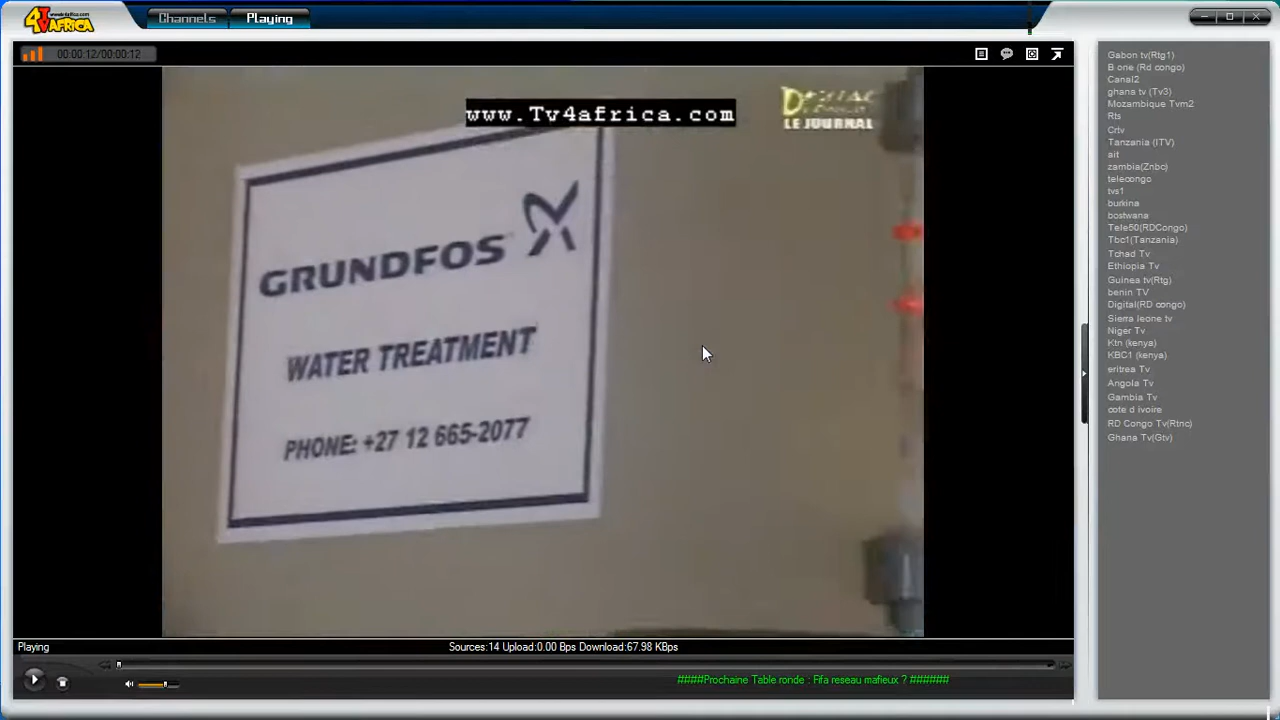 4TV AFRICA
Channels
Playing
00:00:12/00:00:12
www.Tv4africa.com
LE JOURNAL
GRUNDFOS
WATER TREATMENT
PHONE: +27 12 665-2077
Playing
Sources:14 Upload:0.00 Bps Download:67.98 KBps
####Prochaine Table ronde : Fifa reseau mafieux ? ######
Gabon tv(Rtg1)
B one (Rd congo)
Canal2
ghana tv (Tv3)
Mozambique Tvm2
Rts
Crtv
Tanzania (ITV)
ait
zambia(Znbc)
telecongo
tvs1
burkina
bostwana
Tele50(RDCongo)
Tbc1(Tanzania)
Tchad Tv
Ethiopia Tv
Guinea tv(Rtg)
benin TV
Digital(RD congo)
Sierra leone tv
Niger Tv
Ktn (kenya)
KBC1 (kenya)
eritrea Tv
Angola Tv
Gambia Tv
cote d ivoire
RD Congo Tv(Rtnc)
Ghana Tv(Gtv)